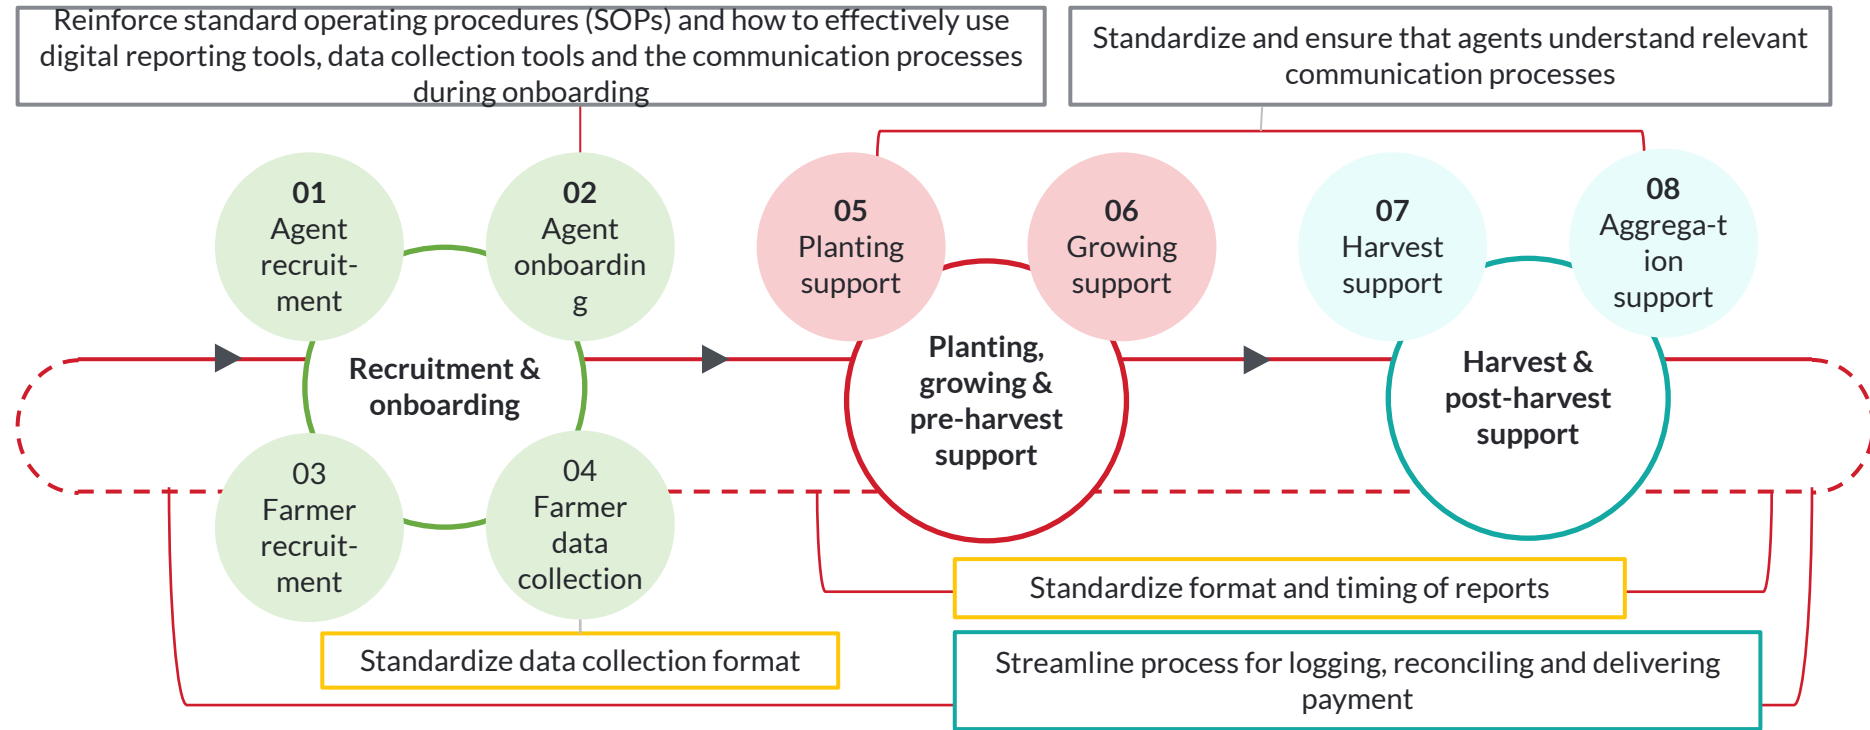 Reinforce standard operating procedures (SOPs) and how to effectively use
digital reporting tools, data collection tools and the communication processes
during onboarding
Standardize and ensure that agents understand relevant
communication processes
01
Agent
recruit-
ment
02
Agent
onboardin
g
05
Planting
support
06
Growing
support
07
Harvest
support
08
Aggrega-t
ion
support
Recruitment &
onboarding
Planting,
growing &
pre-harvest
support
Harvest &
post-harvest
support
03
Farmer
recruit-
ment
04
Farmer
data
collection
Standardize format and timing of reports
Standardize data collection format
Streamline process for logging, reconciling and delivering
payment